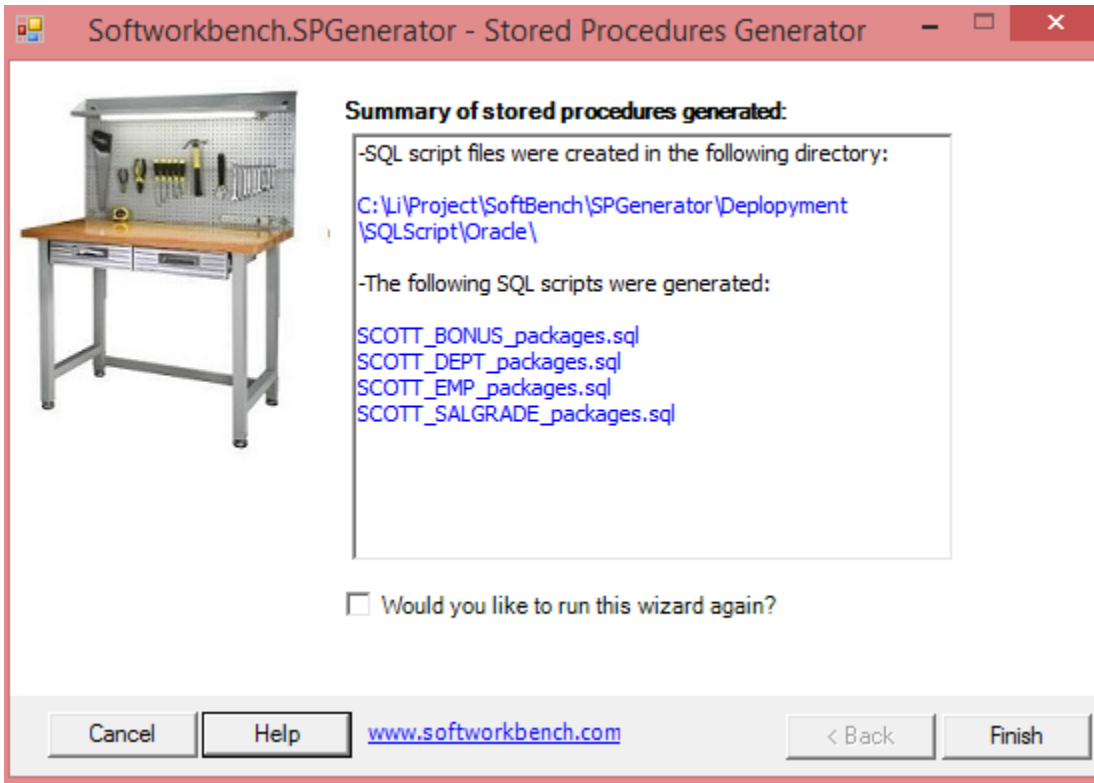 Softworkbench.SPGenerator - Stored Procedures Generator
Summary of stored procedures generated:
-SQL script files were created in the following directory:
C:\Li\Project\SoftBench\SPGenerator\Deplopyment
\SQLScript\Oracle\
-The following SQL scripts were generated:
SCOTT_BONUS_packages.sql
SCOTT_DEPT_packages.sql
SCOTT_EMP_packages.sql
SCOTT_SALGRADE_packages.sql
Would you like to run this wizard again?
Cancel Help www.softworkbench.com < Back Finish